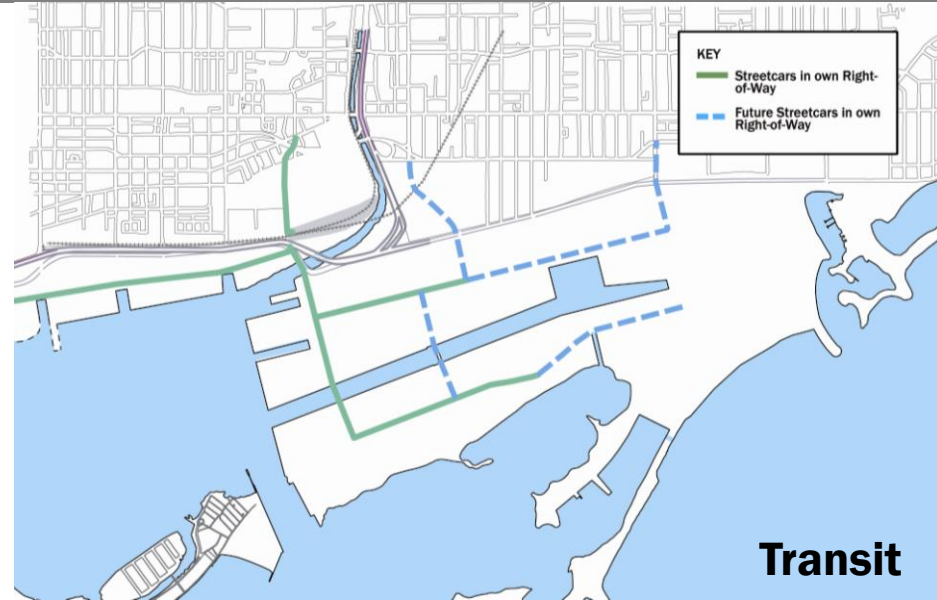 KEY
Streetcars in own Right-
of-Way
Future Streetcars in own
Right-of-Way
Transit